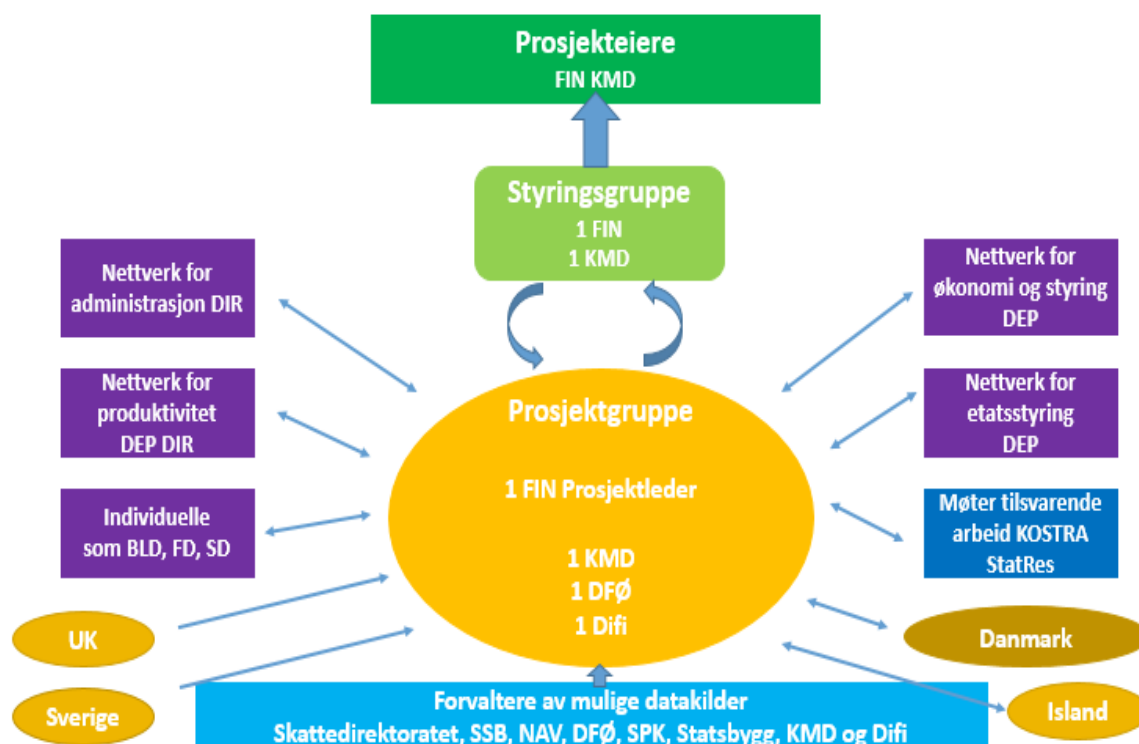 Prosjekteiere
FIN KMD
Styringsgruppe
1 FIN
1 KMD
Nettverk for
administrasjon DIR
Nettverk for
produktivitet
DEP DIR
Individuelle
som BLD, FD, SD
UK
Sverige
Prosjektgruppe
1 FIN Prosjektleder
1 KMD
1 DFØ
1 Difi
Nettverk for
økonomi og styring
DEP
Nettverk for
etatsstyring
DEP
Møter tilsvarende
arbeid KOSTRA
StatRes
Danmark
Island
Forvaltere av mulige datakilder
Skattedirektoratet, SSB, NAV, DFØ, SPK, Statsbygg, KMD og Difi